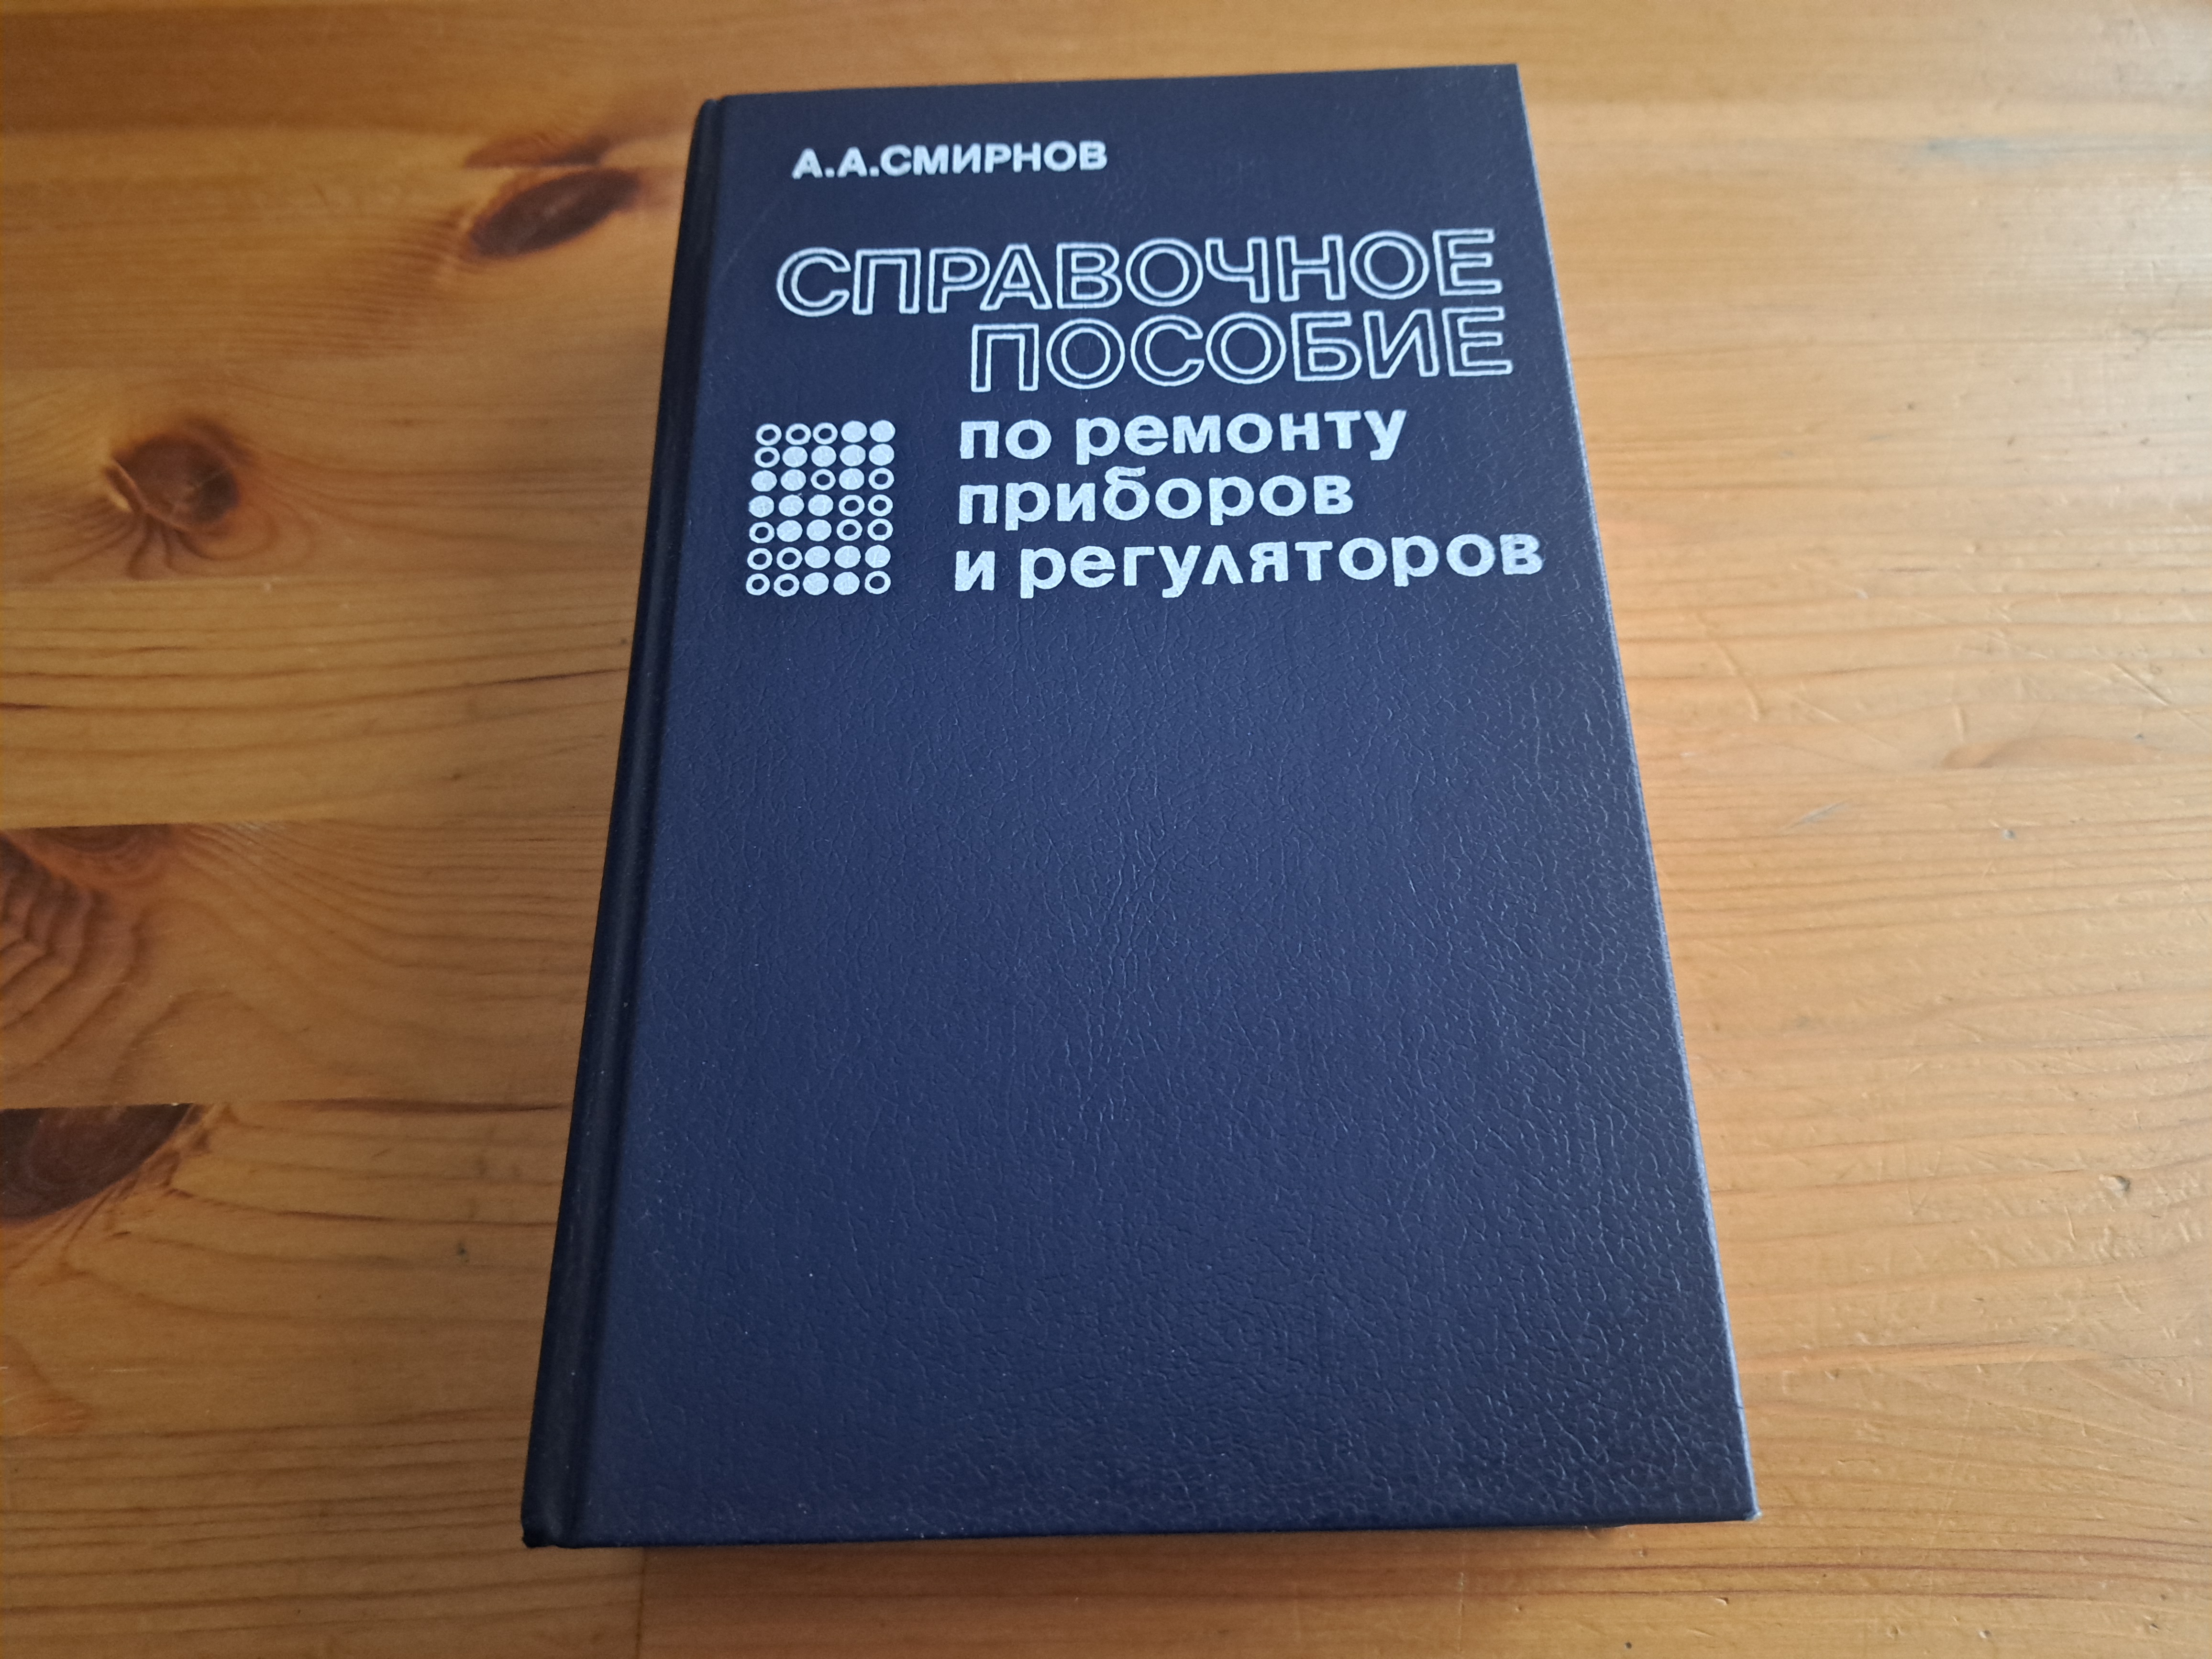 А.А.СМИРНОВ
СПРАВОЧНОЕ
ПОСОБИЕ
по ремонту
приборов
и регуляторов